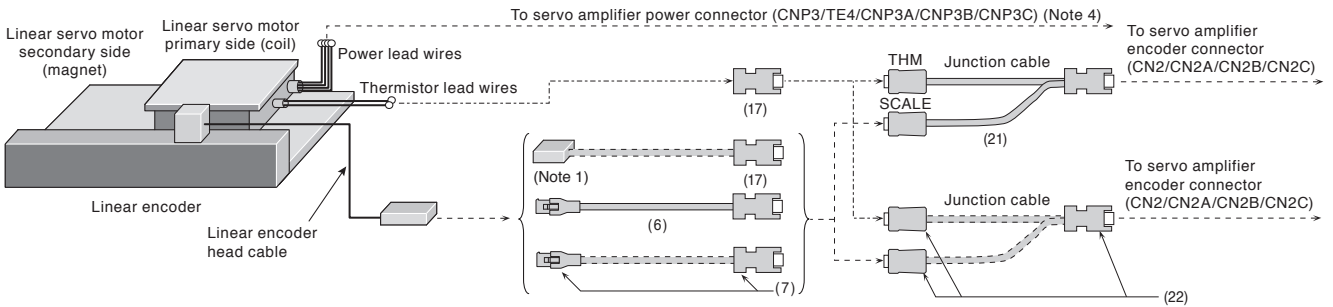 To servo amplifier power connector (CNP3/TE4/CNP3A/CNP3B/CNP3C) (Note 4)
Linear servo motor
secondary side
(magnet)
Linear servo motor
primary side (coil)
Power lead wires
Thermistor lead wires
(17)
THM
Junction cable
SCALE
(21)
To servo amplifier
encoder connector
(CN2/CN2A/CN2B/CN2C)
Linear encoder
Linear encoder
head cable
(Note 1)
(17)
(6)
(7)
Junction cable
To servo amplifier
encoder connector
(CN2/CN2A/CN2B/CN2C)
(22)